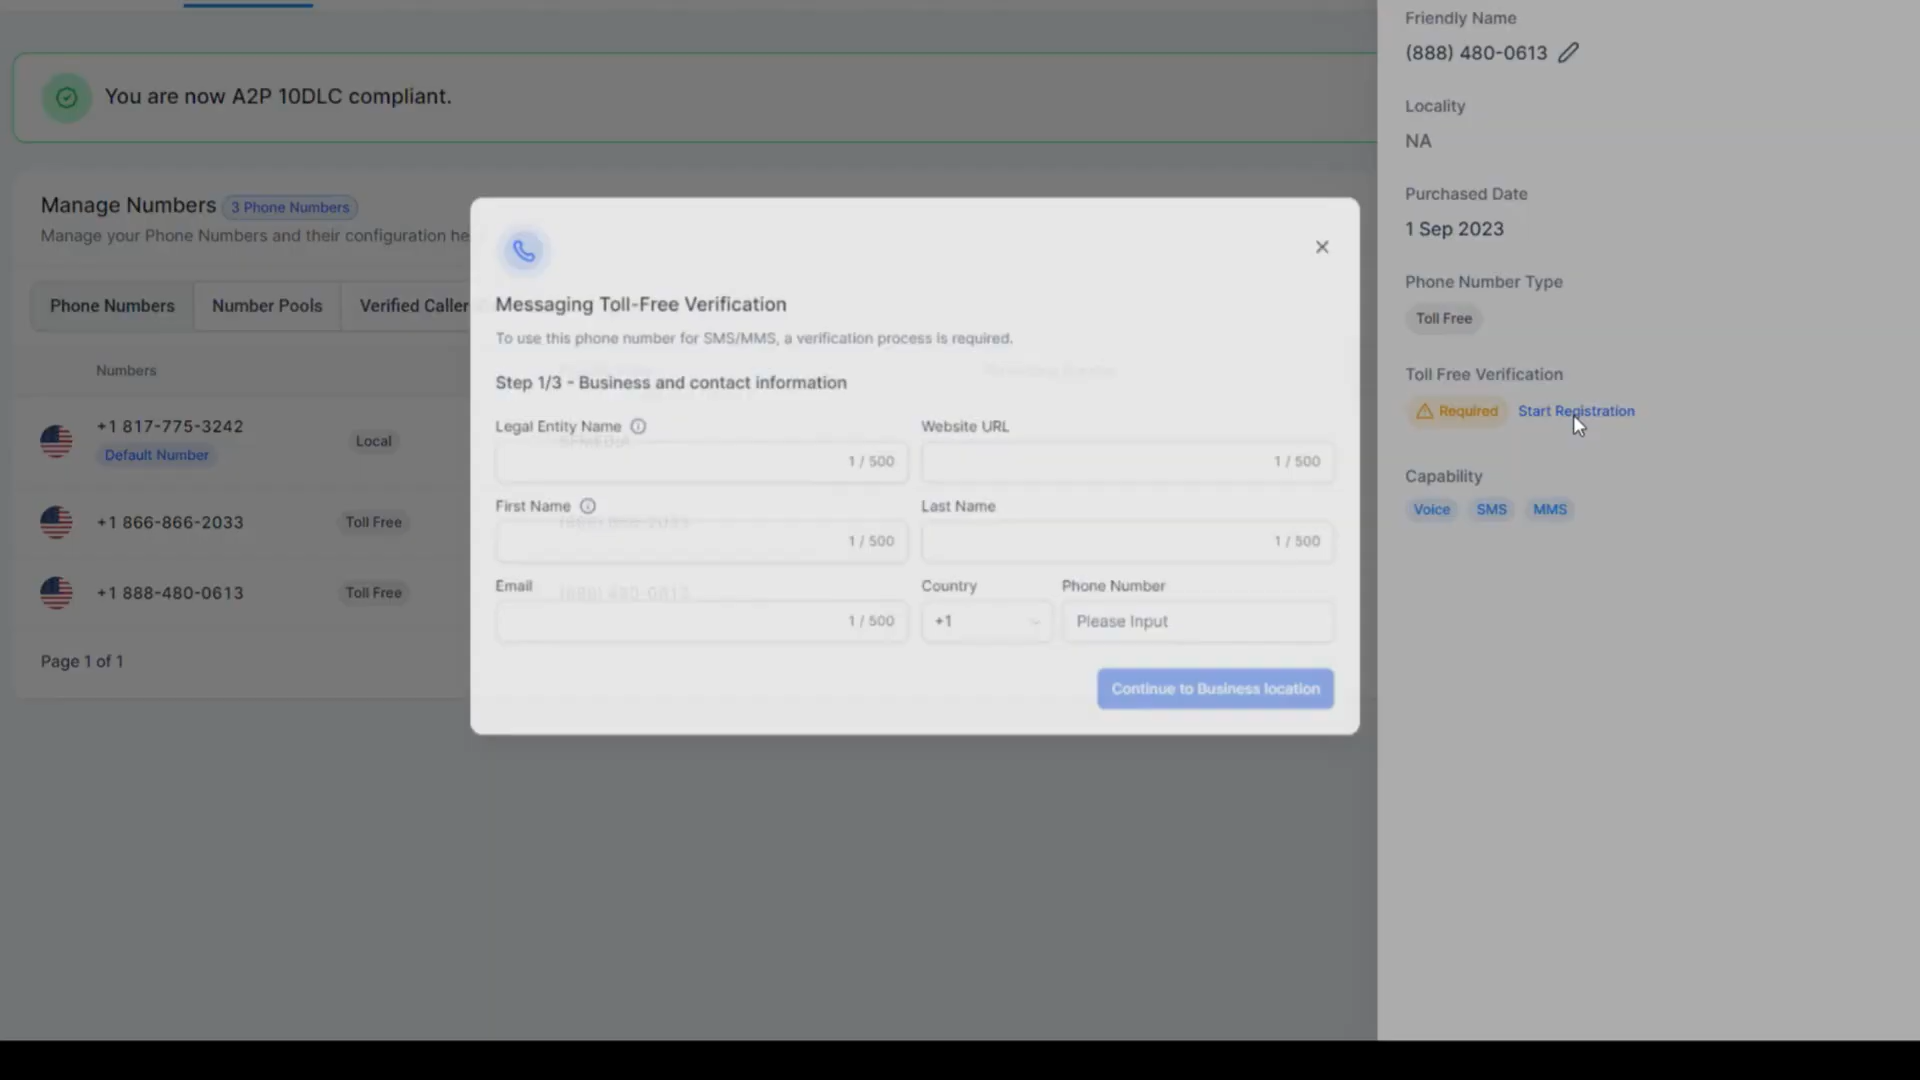 You are now A2P 10DLC compliant.
Manage Numbers
3 Phone Numbers
Manage your Phone Numbers and their configuration he
Phone Numbers
Number Pools
Verified Caller
Numbers
+1 817-775-3242
Default Number
Local
+1 866-866-2033
Toll Free
+1 888-480-0613
Toll Free
Page 1 of 1
Messaging Toll-Free Verification
To use this phone number for SMS/MMS, a verification process is required.
Step 1/3 - Business and contact information
Legal Entity Name
1 / 500
Website URL
1 / 500
First Name
1 / 500
Last Name
1 / 500
Email
1 / 500
Country
+1
Phone Number
Please Input
(866) 866-2033
(888) 480-0613
Continue to Business location
Friendly Name
(888) 480-0613
Locality
NA
Purchased Date
1 Sep 2023
Phone Number Type
Toll Free
Toll Free Verification
Required
Start Registration
Capability
Voice
SMS
MMS